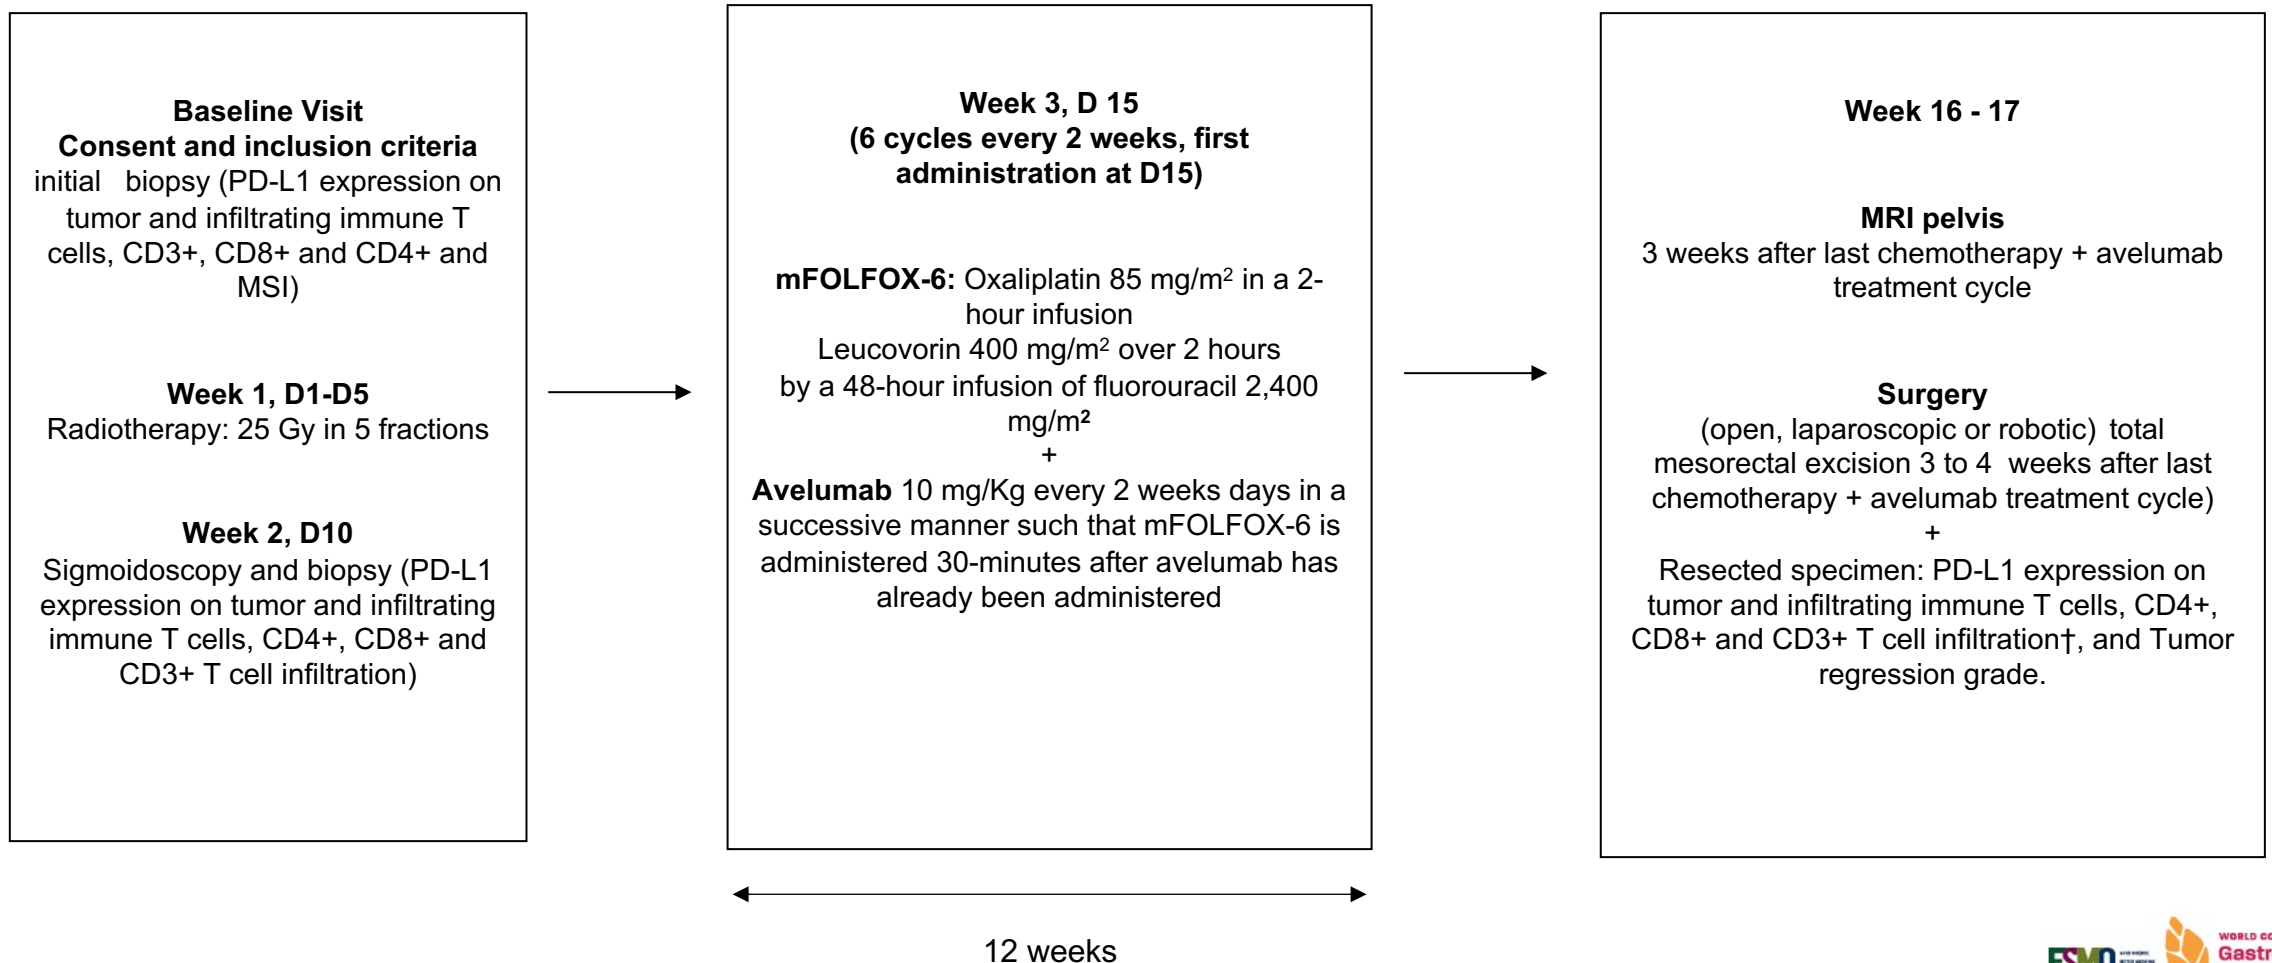 Baseline Visit
Consent and inclusion criteria
initial biopsy (PD-L1 expression on
tumor and infiltrating immune T
cells, CD3+, CD8+ and CD4+ and
MSI)
Week 1, D1-D5
Radiotherapy: 25 Gy in 5 fractions
Week 2, D10
Sigmoidoscopy and biopsy (PD-L1
expression on tumor and infiltrating
immune T cells, CD4+, CD8+ and
CD3+ T cell infiltration)
Week 3, D 15
(6 cycles every 2 weeks, first
administration at D15)
mFOLFOX-6: Oxaliplatin 85 mg/m² in a 2-
hour infusion
Leucovorin 400 mg/m² over 2 hours
by a 48-hour infusion of fluorouracil 2,400
mg/m²
+
Avelumab 10 mg/Kg every 2 weeks days in a
successive manner such that mFOLFOX-6 is
administered 30-minutes after avelumab has
already been administered
12 weeks
Week 16 - 17
MRI pelvis
3 weeks after last chemotherapy + avelumab
treatment cycle
Surgery
(open, laparoscopic or robotic) total
mesorectal excision 3 to 4 weeks after last
chemotherapy + avelumab treatment cycle)
+
Resected specimen: PD-L1 expression on
tumor and infiltrating immune T cells, CD4+,
CD8+ and CD3+ T cell infiltration†, and Tumor
regression grade.
ESMO
WORLD
Gastr